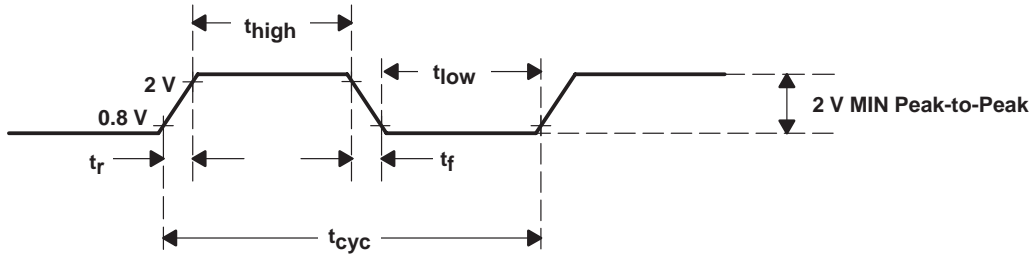 thigh
2 V
tlow
0.8 V
2 V MIN Peak-to-Peak
tr
tf
tcyc